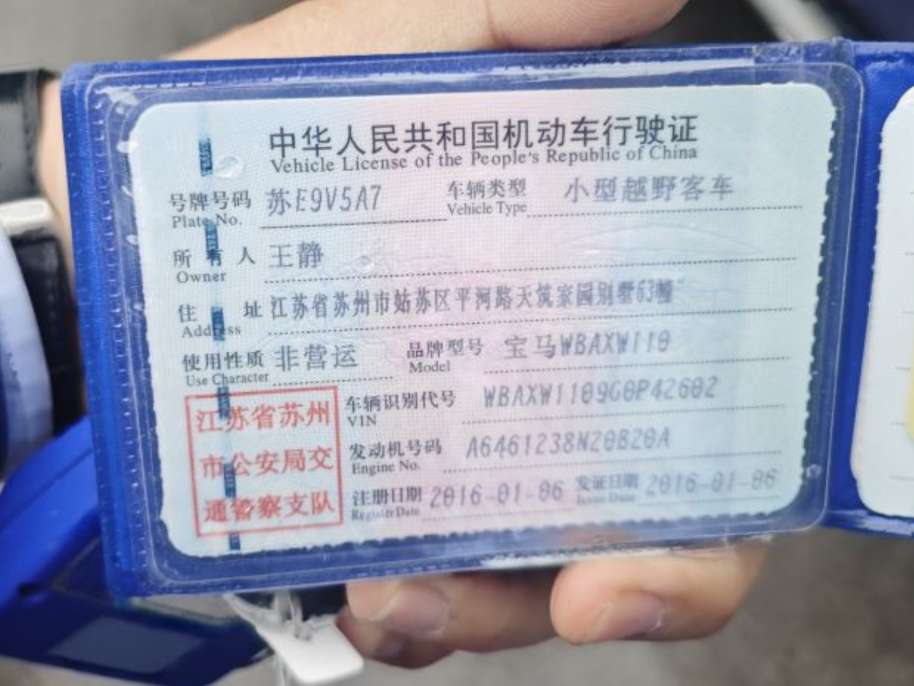 中华人民共和国机动车行驶证
Vehicle License of the People's Republic of China
号牌号码 苏E9V5A7 车辆类型 小型越野客车
Plate No. Vehicle Type
所有人 王静
Owner
住址 江苏省苏州市姑苏区平河路天筑家园别墅63幢
Address
使用性质 非营运 品牌型号 宝马WBAXW110
Use Character Model
江苏省苏州
市公安局交
通警察支队
车辆识别代号 WBAXW1109G0P42602
VIN
发动机号码 A6461238N20B20A
Engine No.
注册日期 2016-01-06 发证日期 2016-01-06
Register Date Issue Date